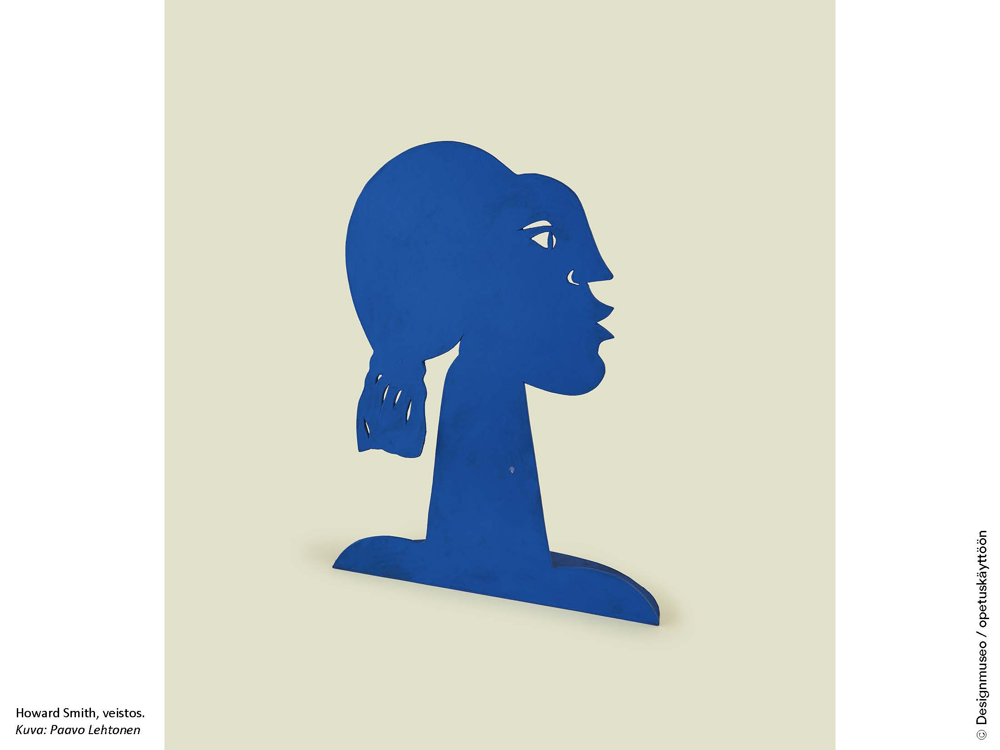 Howard Smith, veistos.
Kuva: Paavo Lehtonen
© Designmuseo / opetuskäyttöön